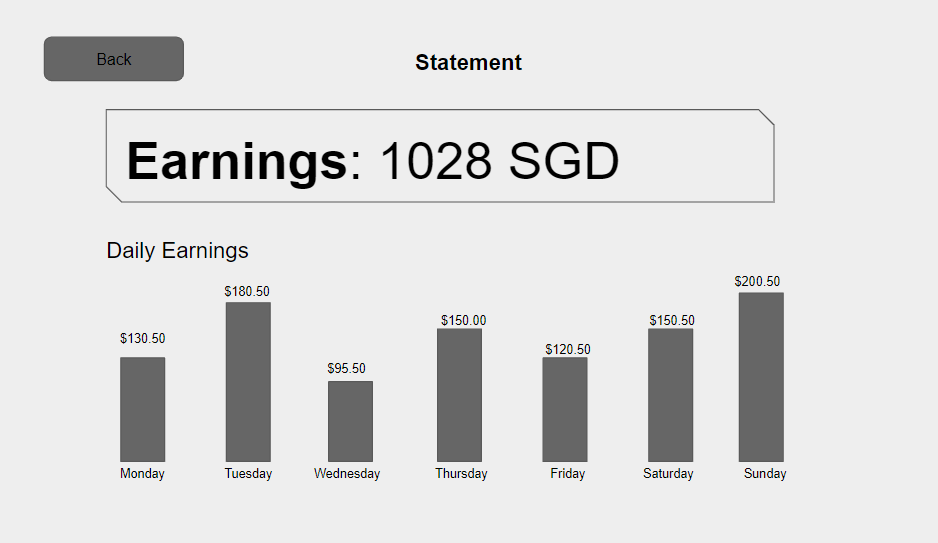 Back
Statement
Earnings: 1028 SGD
Daily Earnings
$130.50
$180.50
$95.50
$150.00
$120.50
$150.50
$200.50
Monday
Tuesday
Wednesday
Thursday
Friday
Saturday
Sunday